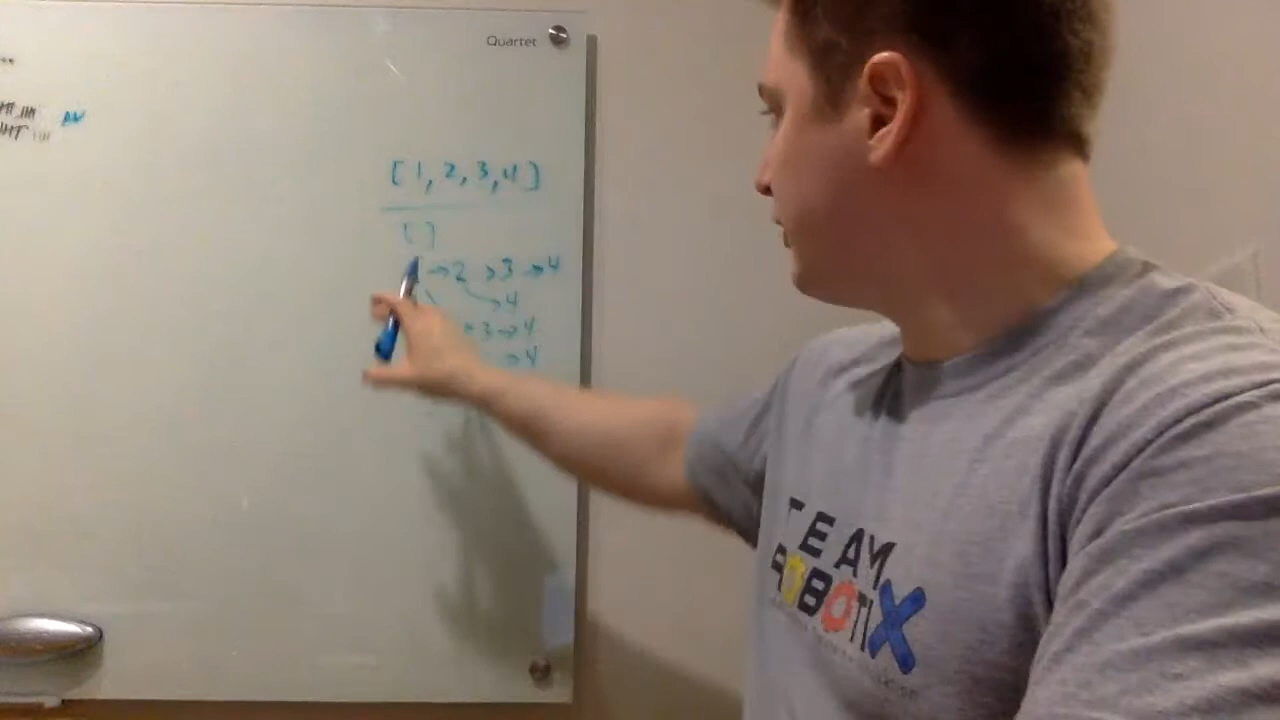 Quartet
[ 1, 2, 3, 4 ]
[ ]
→ 2 → 3 → 4
→ 4
3 → 4
→ 4
TEAM
ROBOTIX